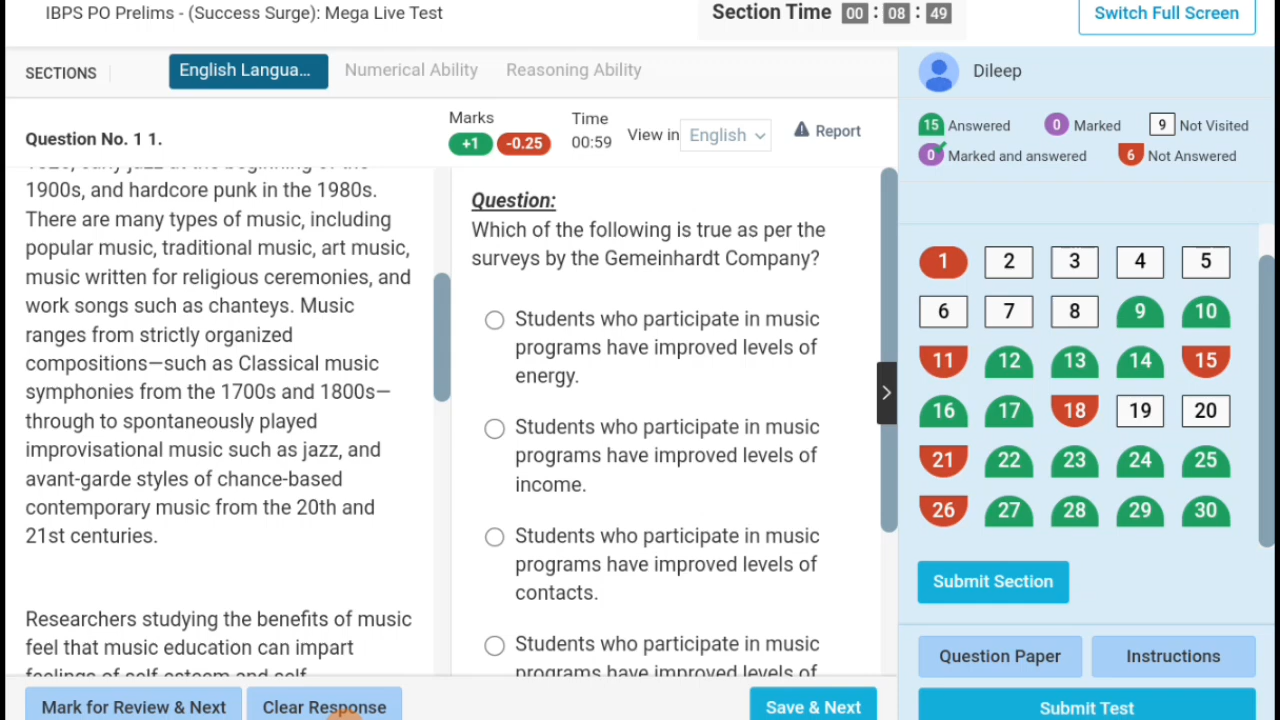 IBPS PO Prelims - (Success Surge): Mega Live Test
Section Time 00 : 08 : 49
Switch Full Screen
SECTIONS
English Langua...
Numerical Ability
Reasoning Ability
Dileep
Question No. 1 1.
Marks
+1 -0.25
Time
00:59
View in English
Report
15 Answered
0 Marked
9 Not Visited
0 Marked and answered
6 Not Answered
1900s, and hardcore punk in the 1980s.
There are many types of music, including
popular music, traditional music, art music,
music written for religious ceremonies, and
work songs such as chanteys. Music
ranges from strictly organized
compositions—such as Classical music
symphonies from the 1700s and 1800s—
through to spontaneously played
improvisational music such as jazz, and
avant-garde styles of chance-based
contemporary music from the 20th and
21st centuries.
Researchers studying the benefits of music
feel that music education can impart
feelings of self-esteem and self
Question:
Which of the following is true as per the
surveys by the Gemeinhardt Company?
Students who participate in music
programs have improved levels of
energy.
Students who participate in music
programs have improved levels of
income.
Students who participate in music
programs have improved levels of
contacts.
Students who participate in music
programs have improved levels of
1 2 3 4 5
6 7 8 9 10
11 12 13 14 15
16 17 18 19 20
21 22 23 24 25
26 27 28 29 30
Submit Section
Question Paper
Instructions
Mark for Review & Next
Clear Response
Save & Next
Submit Test